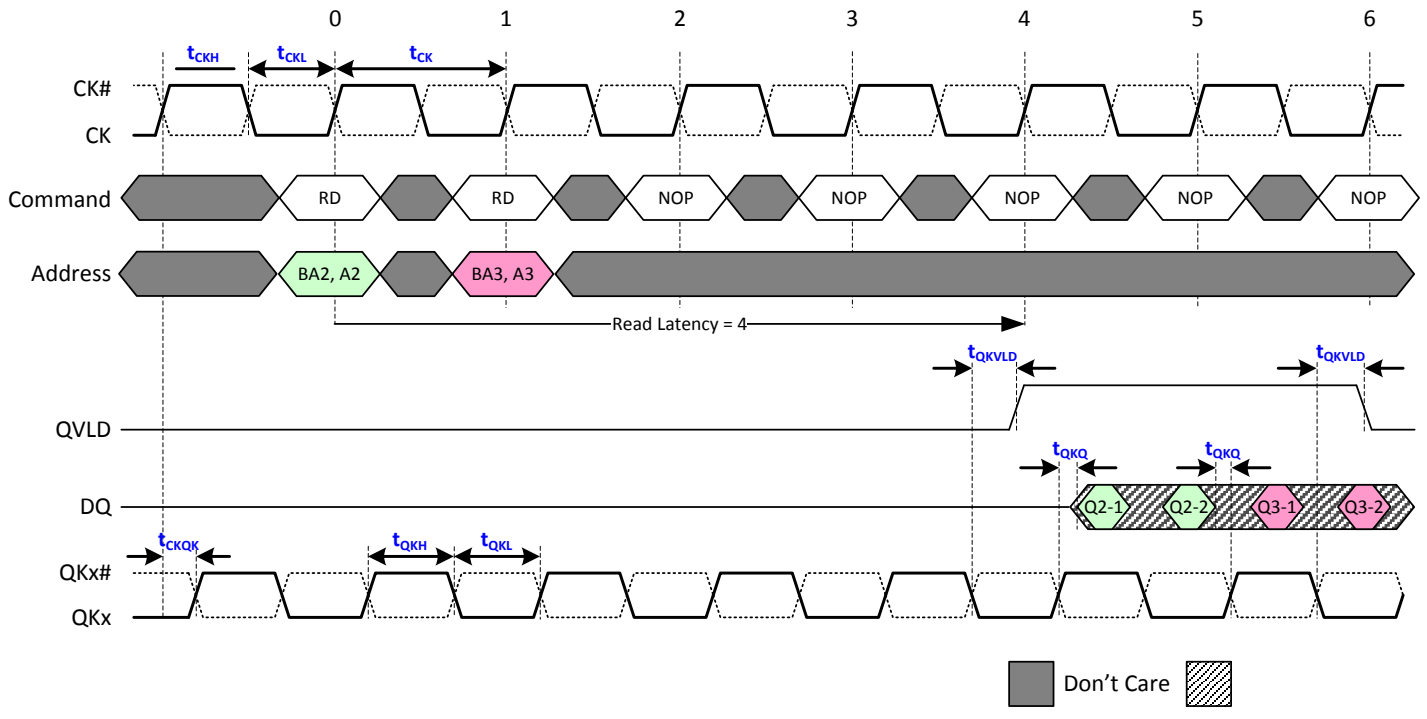 0 1 2 3 4 5 6
tCKH tCKL tCK
CK#
CK
Command RD RD NOP NOP NOP NOP NOP
Address BA2, A2 BA3, A3
Read Latency = 4
tQKVLD tQKVLD
QVLD
tQKQ tQKQ
DQ Q2-1 Q2-2 Q3-1 Q3-2
tCKQK tQKH tQKL
QKx#
QKx
Don't Care